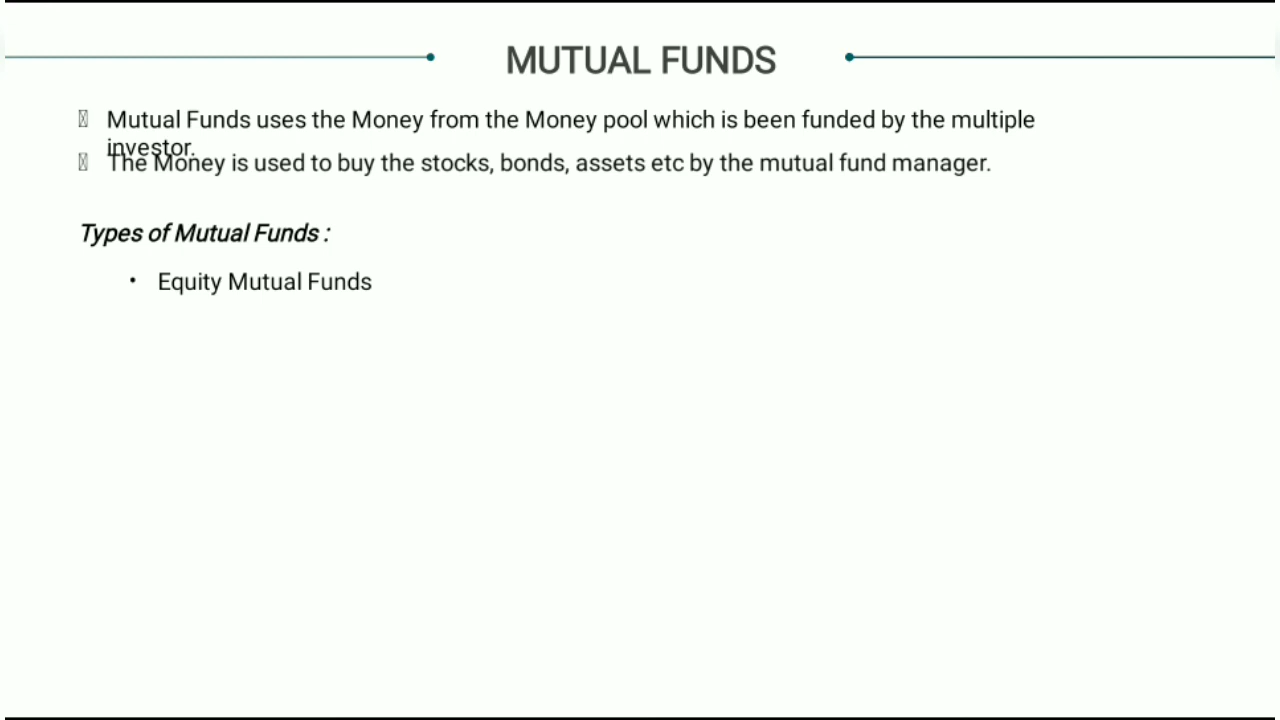 MUTUAL FUNDS
Mutual Funds uses the Money from the Money pool which is been funded by the multiple
investor.
The Money is used to buy the stocks, bonds, assets etc by the mutual fund manager.
Types of Mutual Funds :
• Equity Mutual Funds